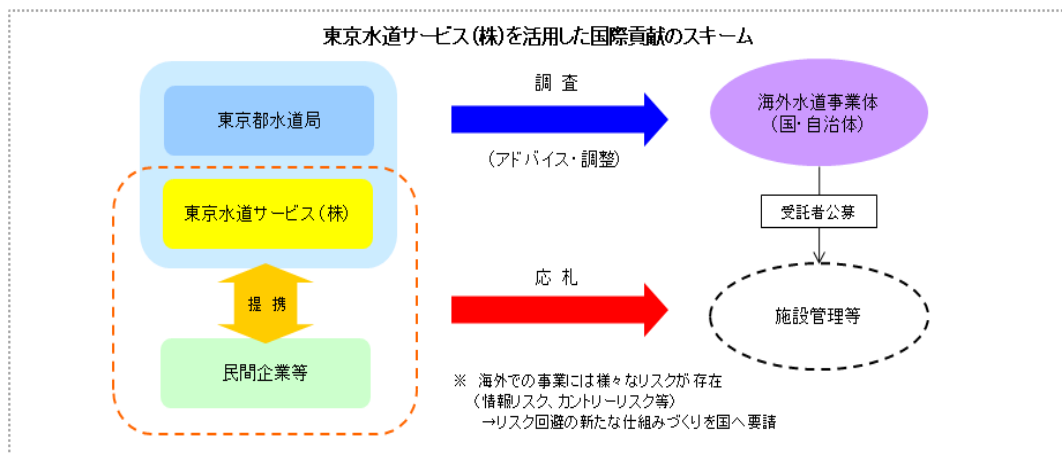 東京水道サービス(株)を活用した国際貢献のスキーム
東京都水道局
東京水道サービス(株)
提 携
民間企業等
調 査
(アドバイス・調整)
応 札
海外水道事業体
(国・自治体)
受託者公募
施設管理等
※ 海外での事業には様々なリスクが存在
(情報リスク、カントリーリスク等)
→リスク回避の新たな仕組みづくりを国へ要請